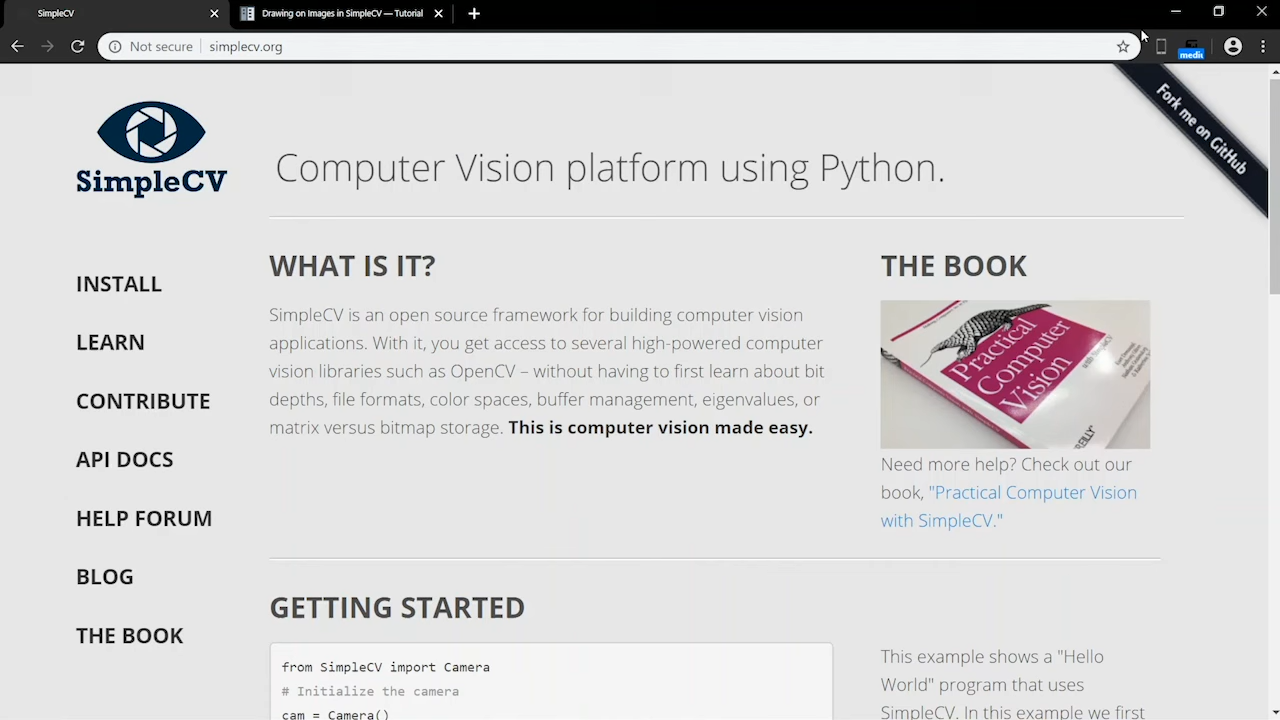 SimpleCV
Drawing on Images in SimpleCV — Tutorial
Not secure
simplecv.org
medi
Fork me on GitHub
SimpleCV
Computer Vision platform using Python.
INSTALL
LEARN
CONTRIBUTE
API DOCS
HELP FORUM
BLOG
THE BOOK
WHAT IS IT?
SimpleCV is an open source framework for building computer vision
applications. With it, you get access to several high-powered computer
vision libraries such as OpenCV – without having to first learn about bit
depths, file formats, color spaces, buffer management, eigenvalues, or
matrix versus bitmap storage. This is computer vision made easy.
THE BOOK
Practical
Computer
Vision
Need more help? Check out our
book, "Practical Computer Vision
with SimpleCV."
GETTING STARTED
from SimpleCV import Camera
# Initialize the camera
cam = Camera()
This example shows a "Hello
World" program that uses
SimpleCV. In this example we first